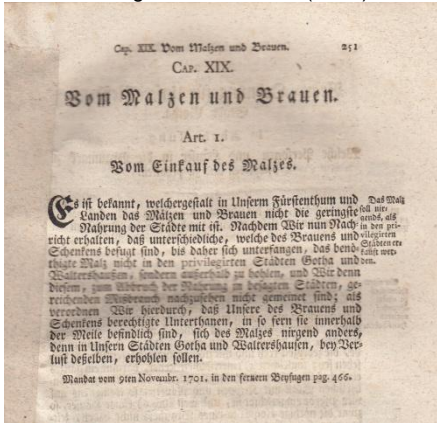 Cap. XIX. Vom Malzen und Brauen. 251
CAP. XIX.
Vom Malzen und Brauen.
Art. 1.
Vom Einkauf des Malzes.
Es ist bekannt, welchergestalt in Unserm Fürstenthum und
Landen das Mälzen und Brauen nicht die geringste
Nahrung der Städte mit ist. Nachdem Wir nun Nach-
richt erhalten, daß unterschiedliche, welche des Brauens und
Schenkens befugt sind, bis daher sich unterfangen, das benö-
thigte Malz nicht in den privilegirten Städten Gotha und
Waltershausen, sondern anderswo zu hohlen, und Wir denn
diesem, zum Abbruch der Nahrung in besagten Städten, ge-
reichenden Misbrauch nachzusehen nicht gemeinet sind; als
verordnen Wir hierdurch, daß Unsere des Brauens und
Schenkens berechtigte Unterthanen, in so fern sie innerhalb
der Meile befindlich sind, sich des Malzes nirgend anders,
denn in Unsern Städten Gotha und Waltershausen, bey Ver-
lust deßelben, erhohlen sollen.
Das Malz
soll nir-
gends, als
in den pri-
vilegirten
Städten er-
kauft wer-
den.
Mandat vom 9ten Novembr. 1701. in den fernern Beyfugen pag. 466.